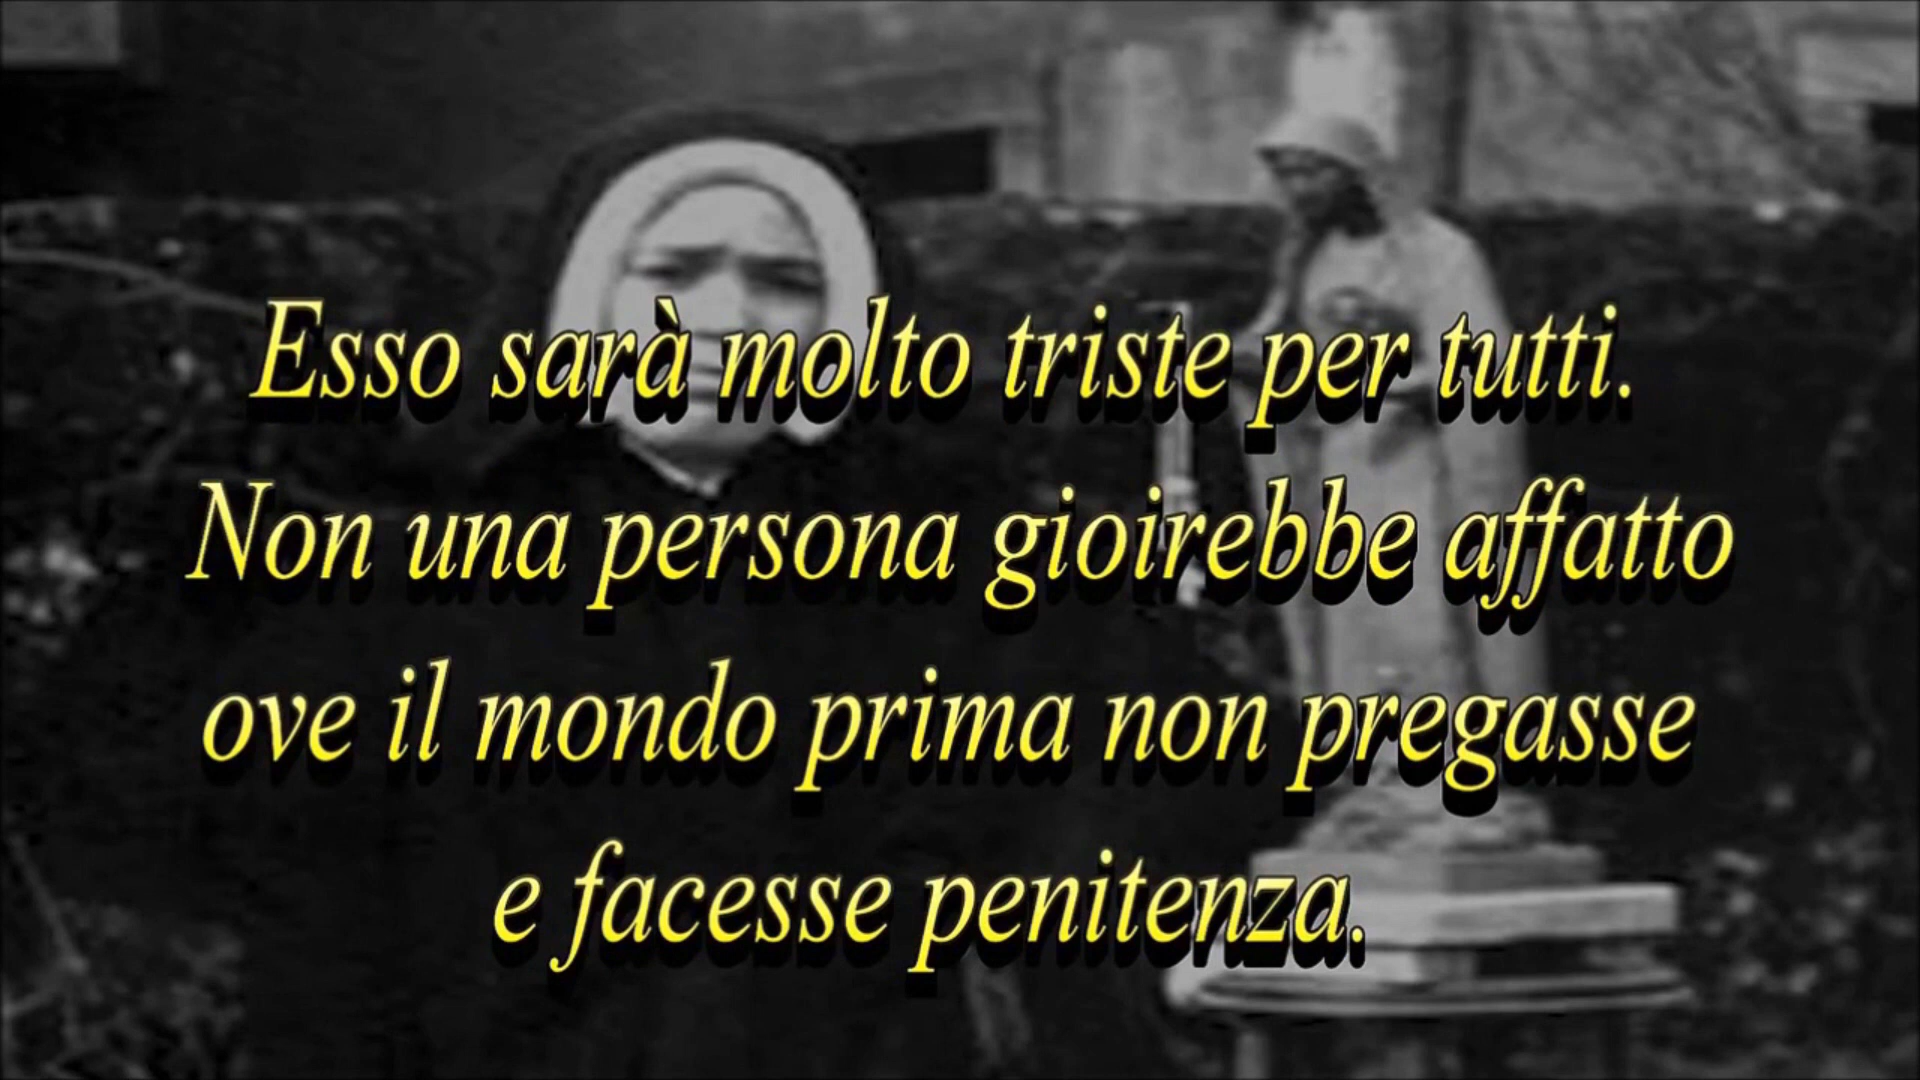 Esso sarà molto triste per tutti.
Non una persona gioirebbe affatto
ove il mondo prima non pregasse
e facesse penitenza.